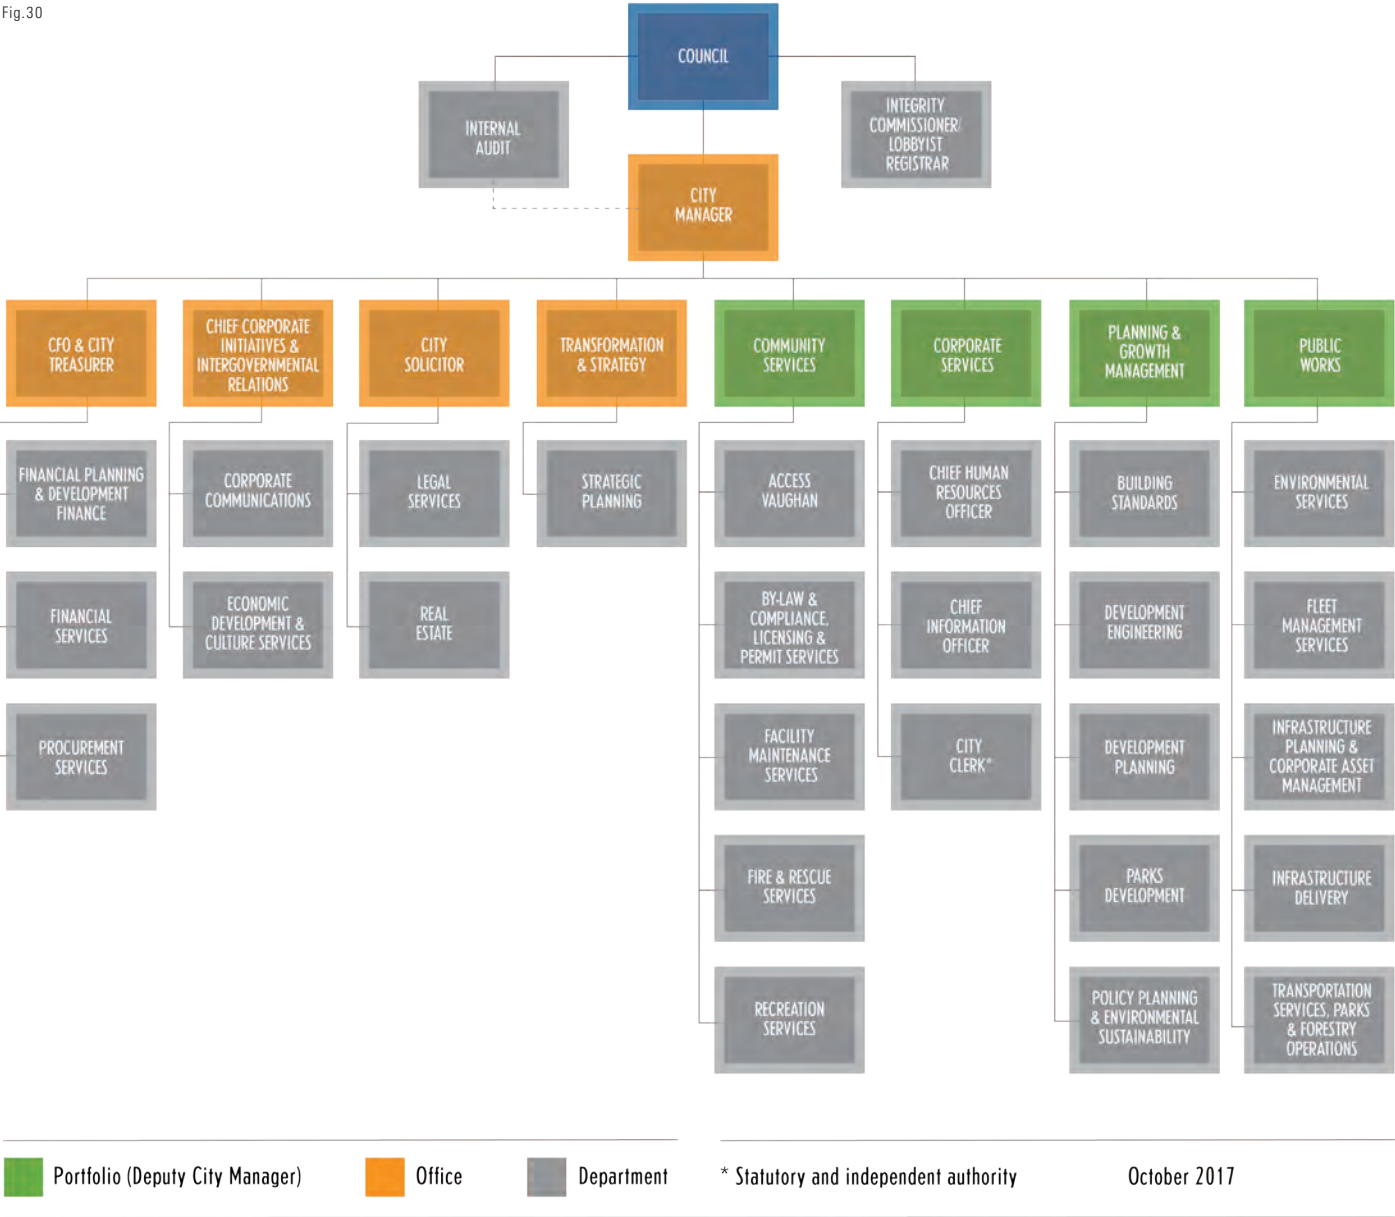 Fig.30
COUNCIL
INTERNAL
AUDIT
INTEGRITY
COMMISSIONER/
LOBBYIST
REGISTRAR
CITY
MANAGER
CFO & CITY
TREASURER
CHIEF CORPORATE
INITIATIVES &
INTERGOVERNMENTAL
RELATIONS
CITY
SOLICITOR
TRANSFORMATION
& STRATEGY
COMMUNITY
SERVICES
CORPORATE
SERVICES
PLANNING &
GROWTH
MANAGEMENT
PUBLIC
WORKS
FINANCIAL PLANNING
& DEVELOPMENT
FINANCE
CORPORATE
COMMUNICATIONS
LEGAL
SERVICES
STRATEGIC
PLANNING
ACCESS
VAUGHAN
CHIEF HUMAN
RESOURCES
OFFICER
BUILDING
STANDARDS
ENVIRONMENTAL
SERVICES
FINANCIAL
SERVICES
ECONOMIC
DEVELOPMENT &
CULTURE SERVICES
REAL
ESTATE
BY-LAW &
COMPLIANCE,
LICENSING &
PERMIT SERVICES
CHIEF
INFORMATION
OFFICER
DEVELOPMENT
ENGINEERING
FLEET
MANAGEMENT
SERVICES
PROCUREMENT
SERVICES
FACILITY
MAINTENANCE
SERVICES
CITY
CLERK*
DEVELOPMENT
PLANNING
INFRASTRUCTURE
PLANNING &
CORPORATE ASSET
MANAGEMENT
FIRE & RESCUE
SERVICES
PARKS
DEVELOPMENT
INFRASTRUCTURE
DELIVERY
RECREATION
SERVICES
POLICY PLANNING
& ENVIRONMENTAL
SUSTAINABILITY
TRANSPORTATION
SERVICES, PARKS
& FORESTRY
OPERATIONS
Portfolio (Deputy City Manager)
Office
Department
* Statutory and independent authority
October 2017